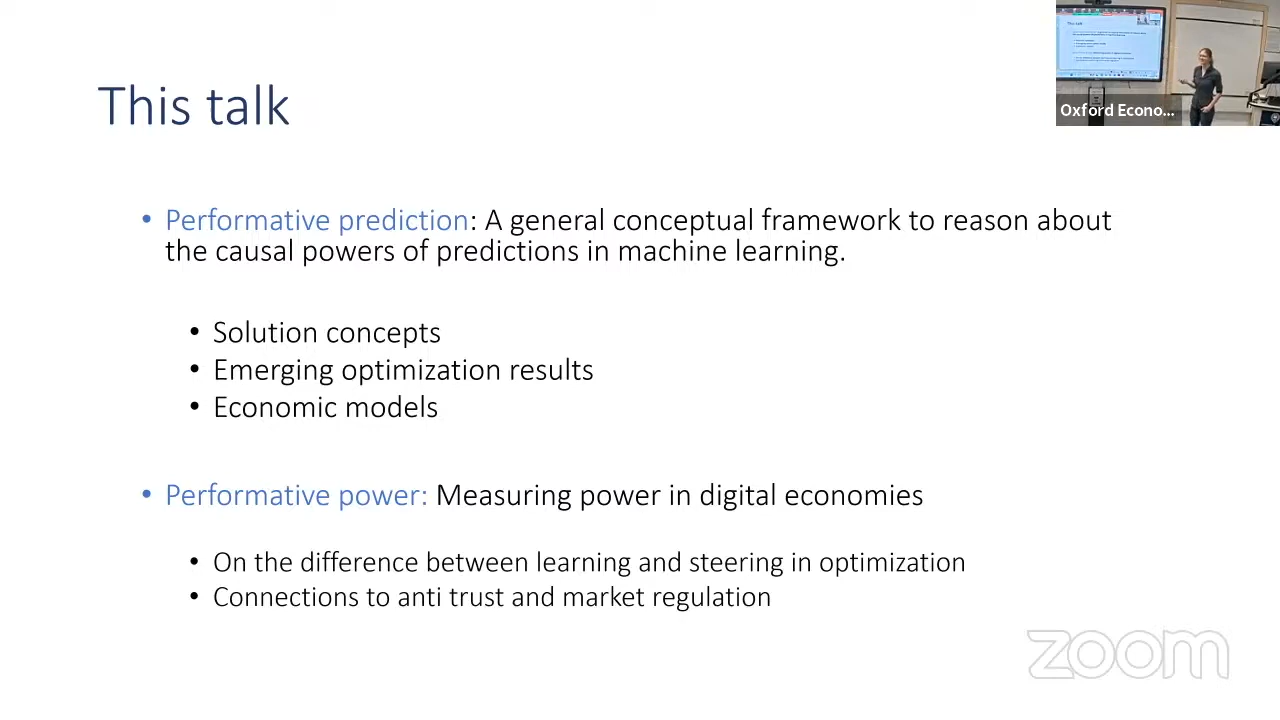 This talk
Oxford Econo...
• Performative prediction: A general conceptual framework to reason about
the causal powers of predictions in machine learning.
• Solution concepts
• Emerging optimization results
• Economic models
• Performative power: Measuring power in digital economies
• On the difference between learning and steering in optimization
• Connections to anti trust and market regulation
zoom